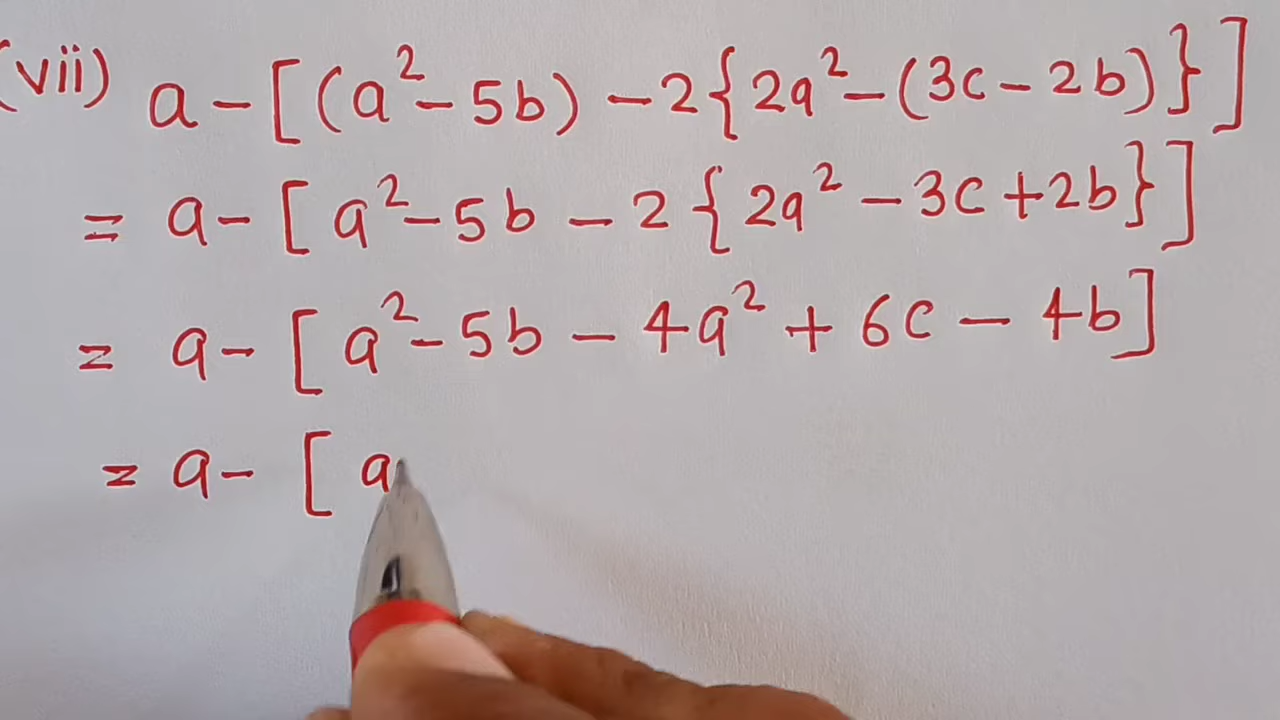 (vii) a - [(a² - 5b) - 2{2a² - (3c - 2b)}]
= a - [a² - 5b - 2{2a² - 3c + 2b}]
= a - [a² - 5b - 4a² + 6c - 4b]
= a - [a